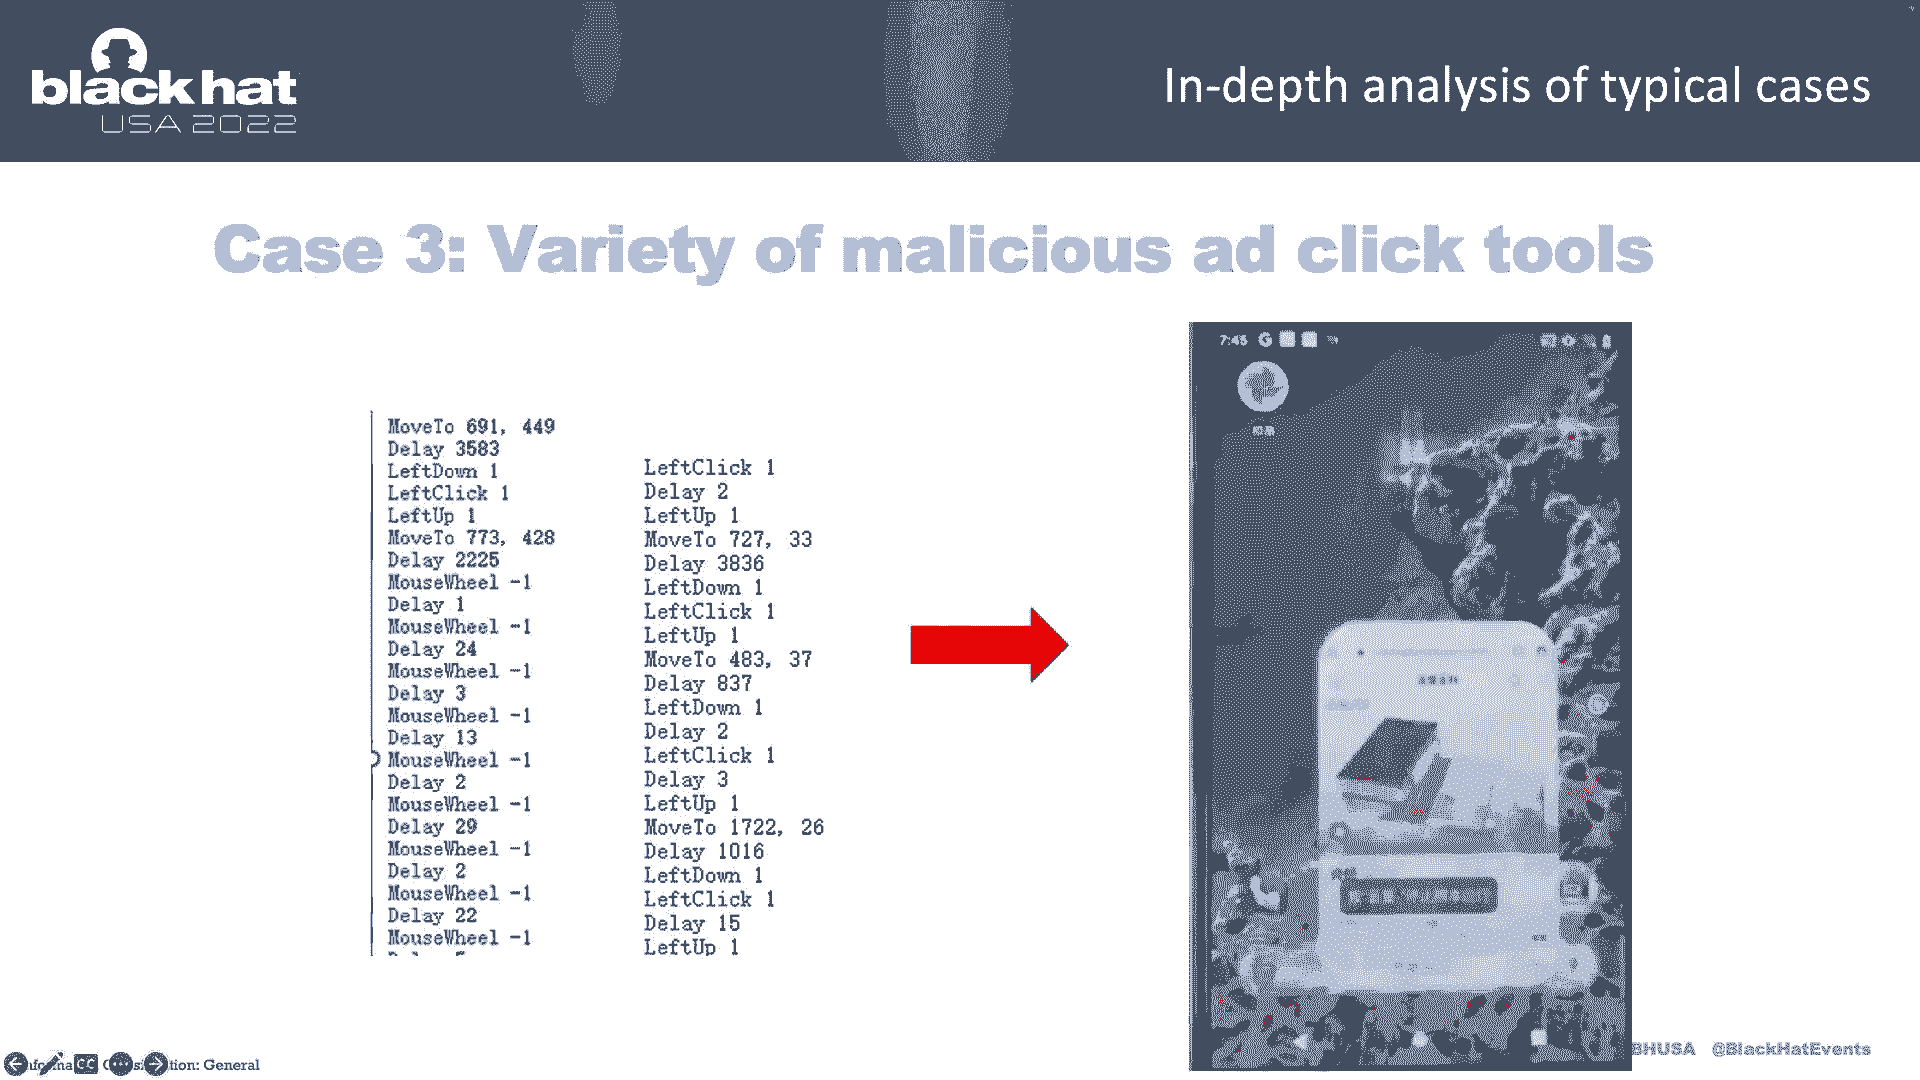 black hat
USA 2022
In-depth analysis of typical cases
Case 3: Variety of malicious ad click tools
MoveTo 691, 449
Delay 3583
LeftDown 1
LeftClick 1
LeftUp 1
MoveTo 773, 428
Delay 2225
MouseWheel -1
Delay 1
MouseWheel -1
Delay 24
MouseWheel -1
Delay 3
MouseWheel -1
Delay 13
MouseWheel -1
Delay 2
MouseWheel -1
Delay 29
MouseWheel -1
Delay 2
MouseWheel -1
Delay 22
MouseWheel -1
LeftClick 1
Delay 2
LeftUp 1
MoveTo 727, 33
Delay 3836
LeftDown 1
LeftClick 1
LeftUp 1
MoveTo 483, 37
Delay 837
LeftDown 1
Delay 2
LeftClick 1
Delay 3
LeftUp 1
MoveTo 1722, 26
Delay 1016
LeftDown 1
LeftClick 1
Delay 15
LeftUp 1
7:45 G
CC
tion: General
BHUSA @BlackHatEvents